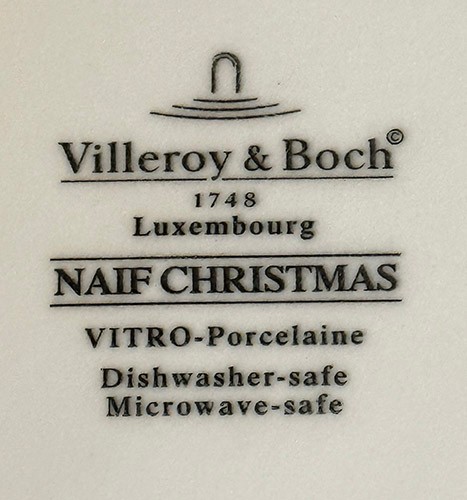 Villeroy & Boch©
1748
Luxembourg
NAIF CHRISTMAS
VITRO-Porcelaine
Dishwasher-safe
Microwave-safe